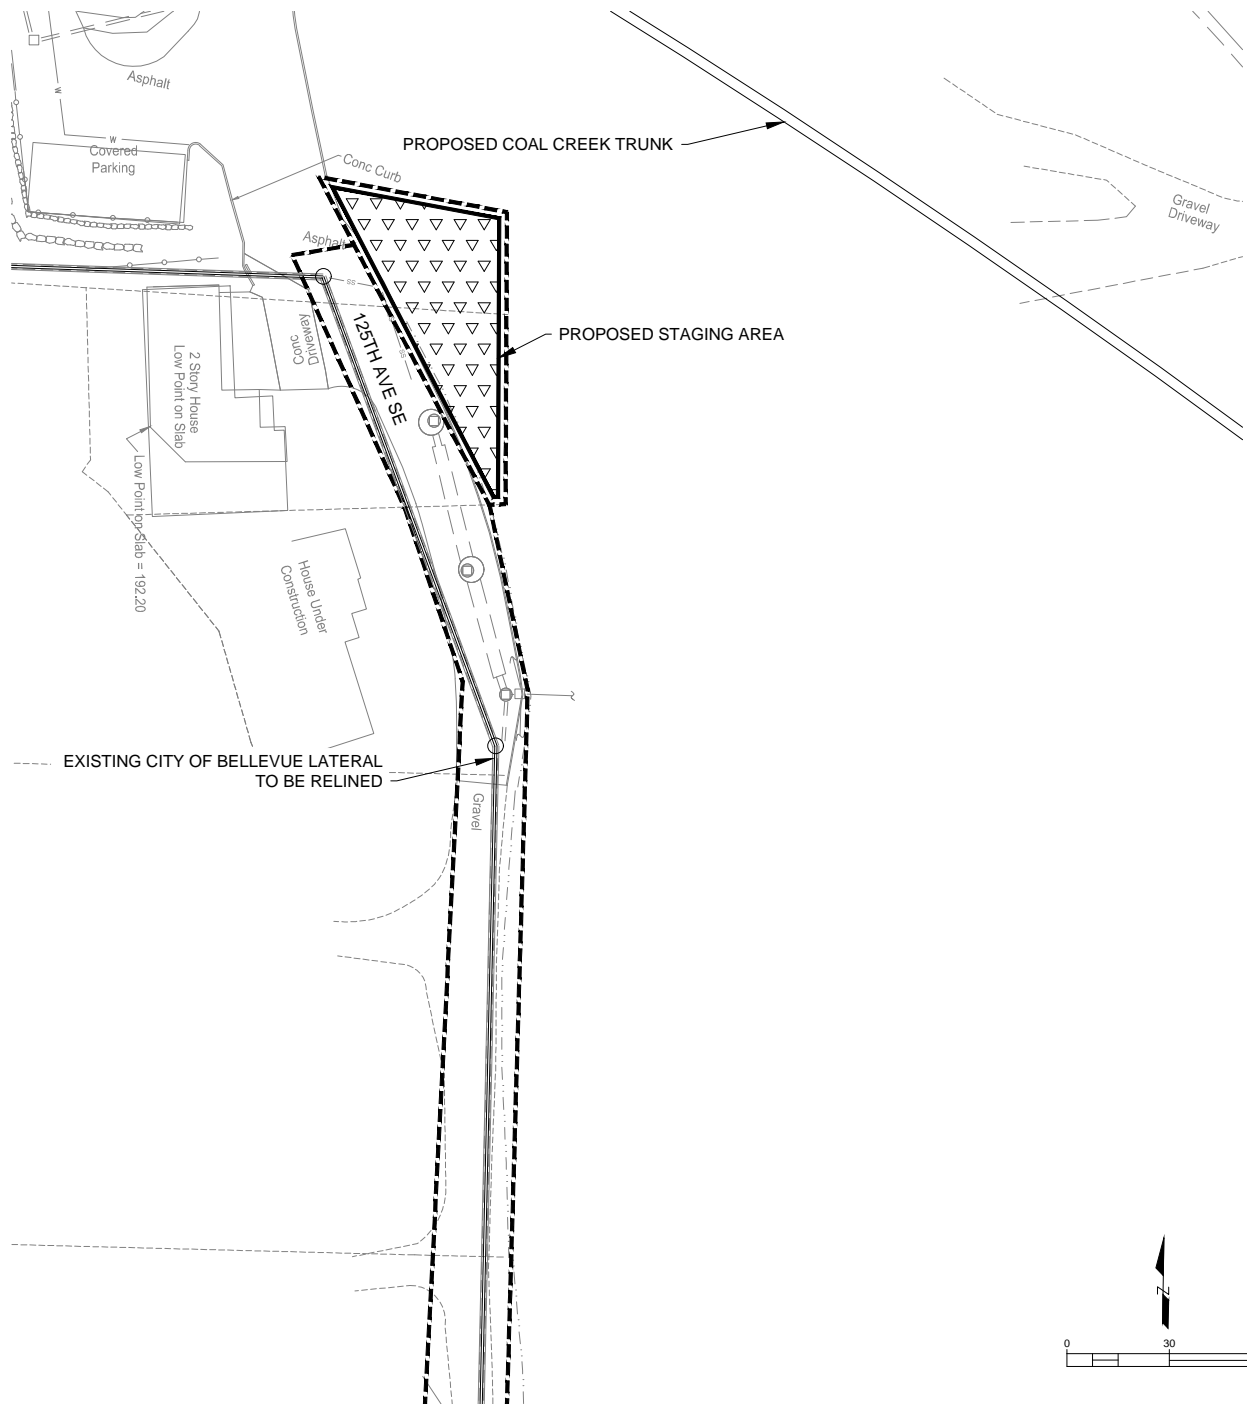 Asphalt
W
W
Covered
Parking
PROPOSED COAL CREEK TRUNK
Conc Curb
Gravel
Driveway
Asphalt
SS
SS
125TH AVE SE
Conc
Driveway
PROPOSED STAGING AREA
2 Story House
Low Point on Slab
Low Point on Slab = 192.20
House Under
Construction
EXISTING CITY OF BELLEVUE LATERAL
TO BE RELINED
Gravel
N
0
30